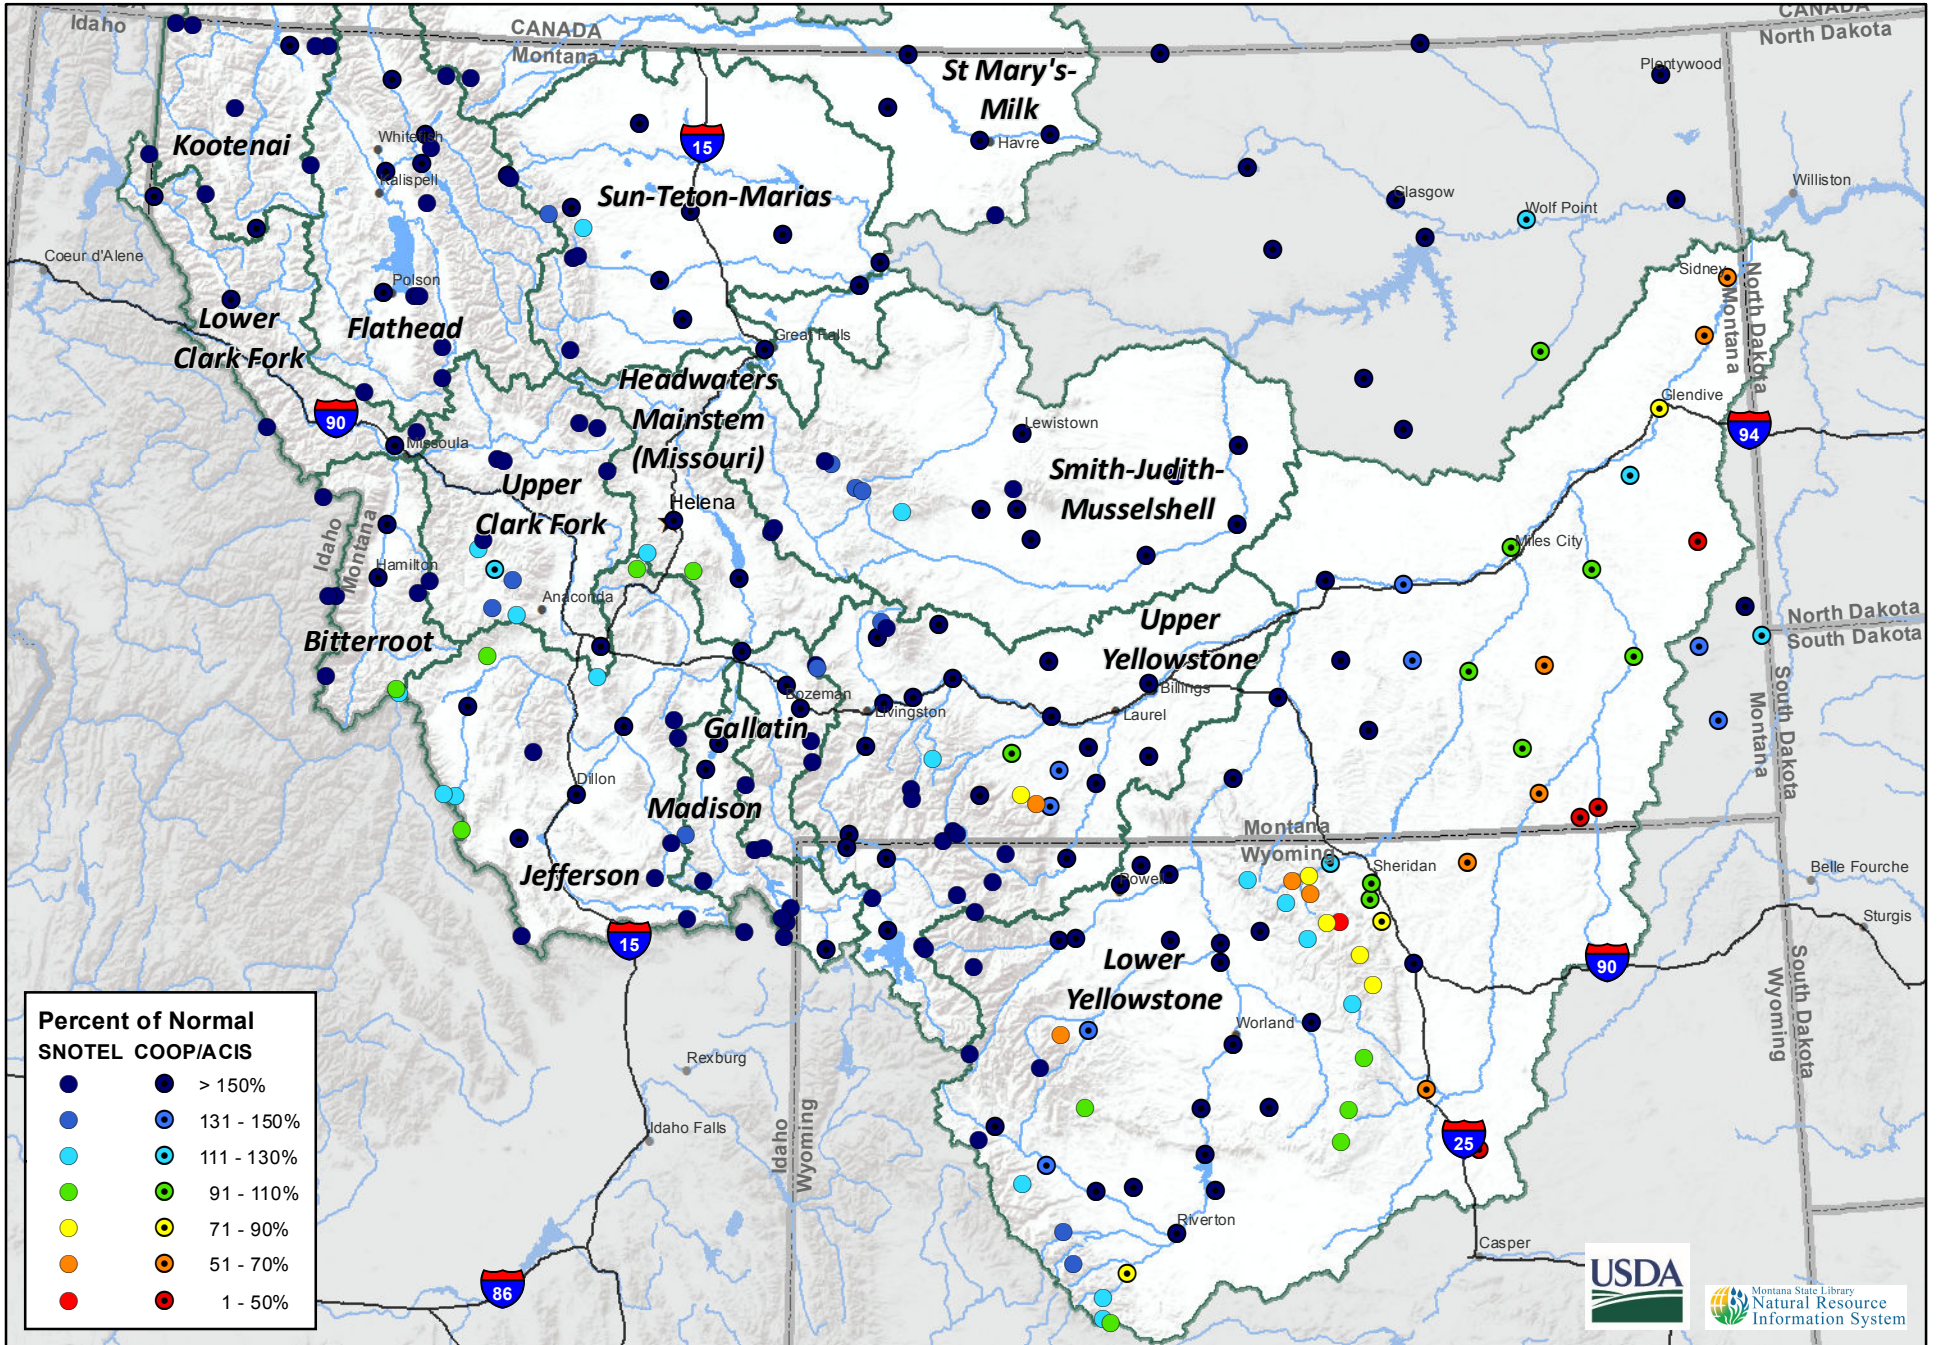 Idaho
CANADA
Montana
CANADA
North Dakota
St Mary's-
Milk
Plentywood
Kootenai
Whitefish
Kalispell
15
Havre
Sun-Teton-Marias
Glasgow
Wolf Point
Williston
Coeur d'Alene
Polson
Sidney
North Dakota
Montana
Lower
Clark Fork
Flathead
Great Falls
Headwaters
Mainstem
(Missouri)
Glendive
90
Missoula
Lewistown
94
Smith-Judith-
Musselshell
Upper
Clark Fork
Helena
Idaho
Montana
Hamilton
Miles City
Anaconda
Bitterroot
Upper
Yellowstone
North Dakota
South Dakota
Bozeman
Livingston
Billings
Laurel
Gallatin
South Dakota
Montana
Dillon
Madison
Montana
Wyoming
Sheridan
Jefferson
Powell
Belle Fourche
Sturgis
15
Lower
Yellowstone
90
South Dakota
Wyoming
Worland
Rexburg
Idaho Falls
Idaho
Wyoming
25
Riverton
Casper
86
Percent of Normal
SNOTEL COOP/ACIS
> 150%
131 - 150%
111 - 130%
91 - 110%
71 - 90%
51 - 70%
1 - 50%
USDA
Montana State Library
Natural Resource
Information System